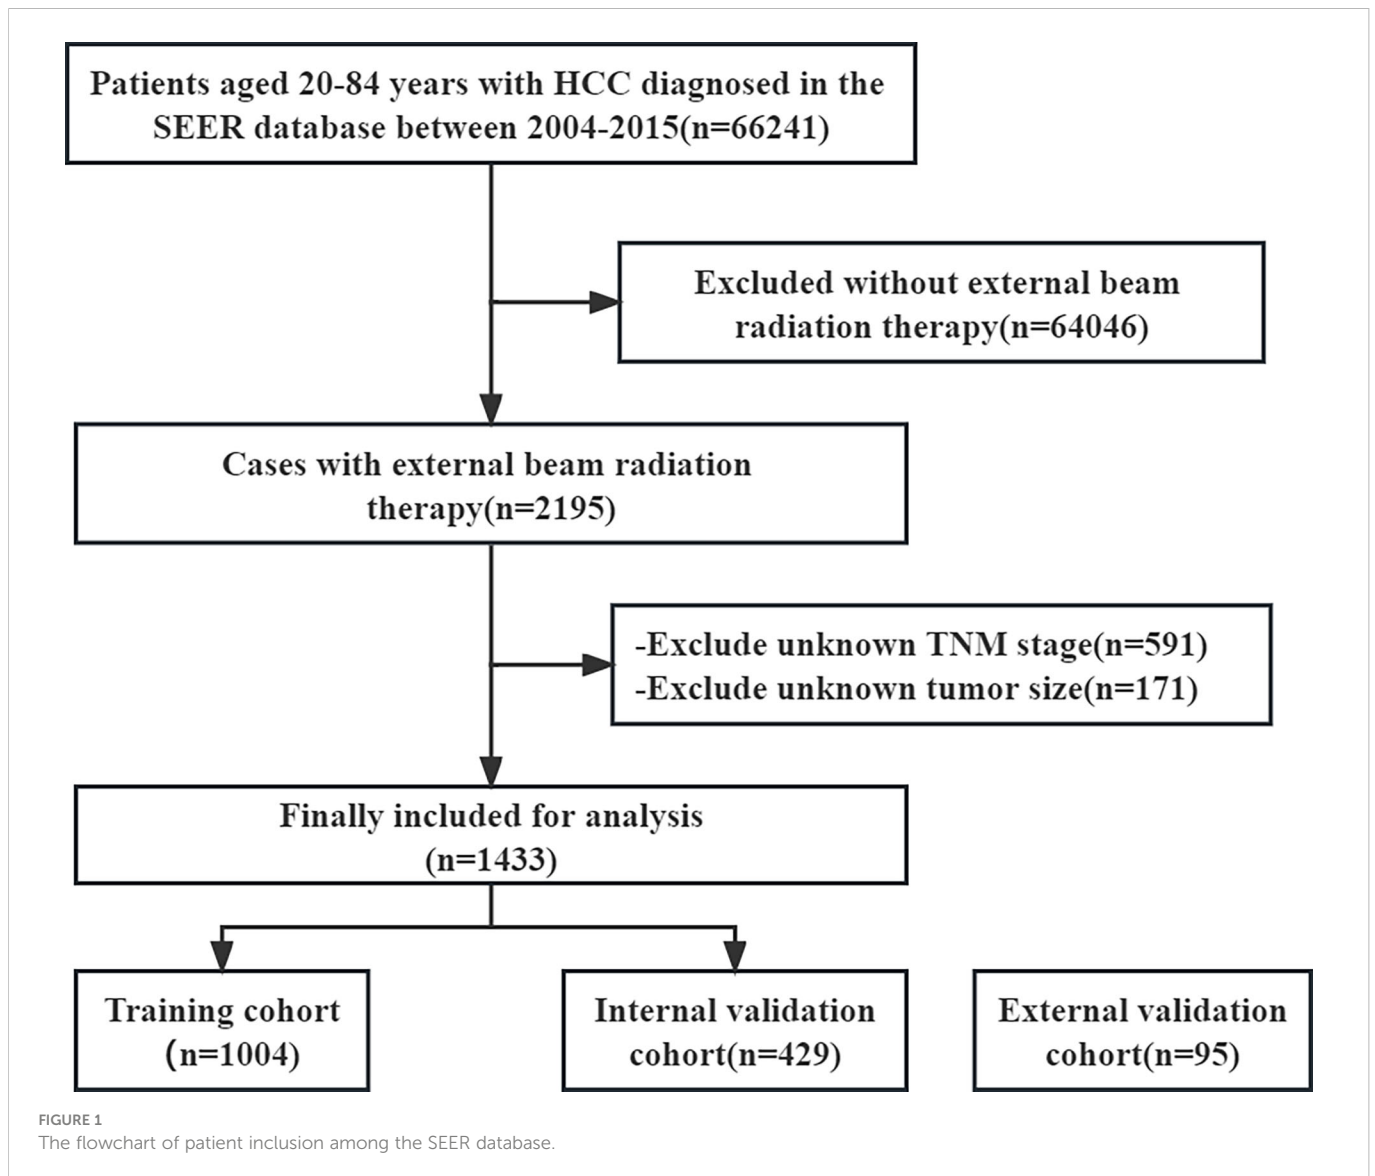 Patients aged 20-84 years with HCC diagnosed in the
SEER database between 2004-2015(n=66241)
Excluded without external beam
radiation therapy(n=64046)
Cases with external beam radiation
therapy(n=2195)
-Exclude unknown TNM stage(n=591)
-Exclude unknown tumor size(n=171)
Finally included for analysis
(n=1433)
Training cohort
(n=1004)
Internal validation
cohort(n=429)
External validation
cohort(n=95)
FIGURE 1
The flowchart of patient inclusion among the SEER database.